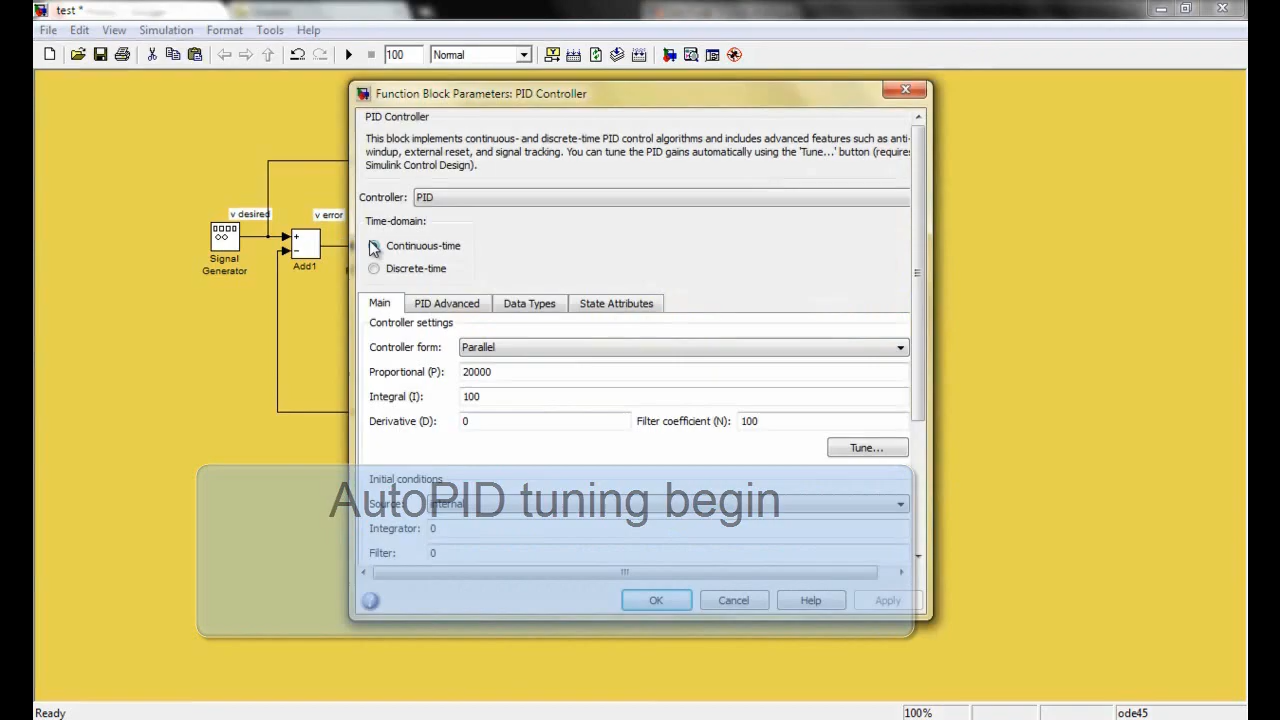 test *
File Edit View Simulation Format Tools Help
100 Normal
Function Block Parameters: PID Controller
PID Controller
This block implements continuous- and discrete-time PID control algorithms and includes advanced features such as anti-
windup, external reset, and signal tracking. You can tune the PID gains automatically using the 'Tune...' button (requires
Simulink Control Design).
Controller: PID
Time-domain:
Continuous-time
Discrete-time
v desired
v error
Signal
Generator
Add1
Main PID Advanced Data Types State Attributes
Controller settings
Controller form: Parallel
Proportional (P): 20000
Integral (I): 100
Derivative (D): 0 Filter coefficient (N): 100
Tune...
Initial conditions
AutoPID tuning begin
Source: internal
Integrator: 0
Filter: 0
OK Cancel Help Apply
Ready 100% ode45